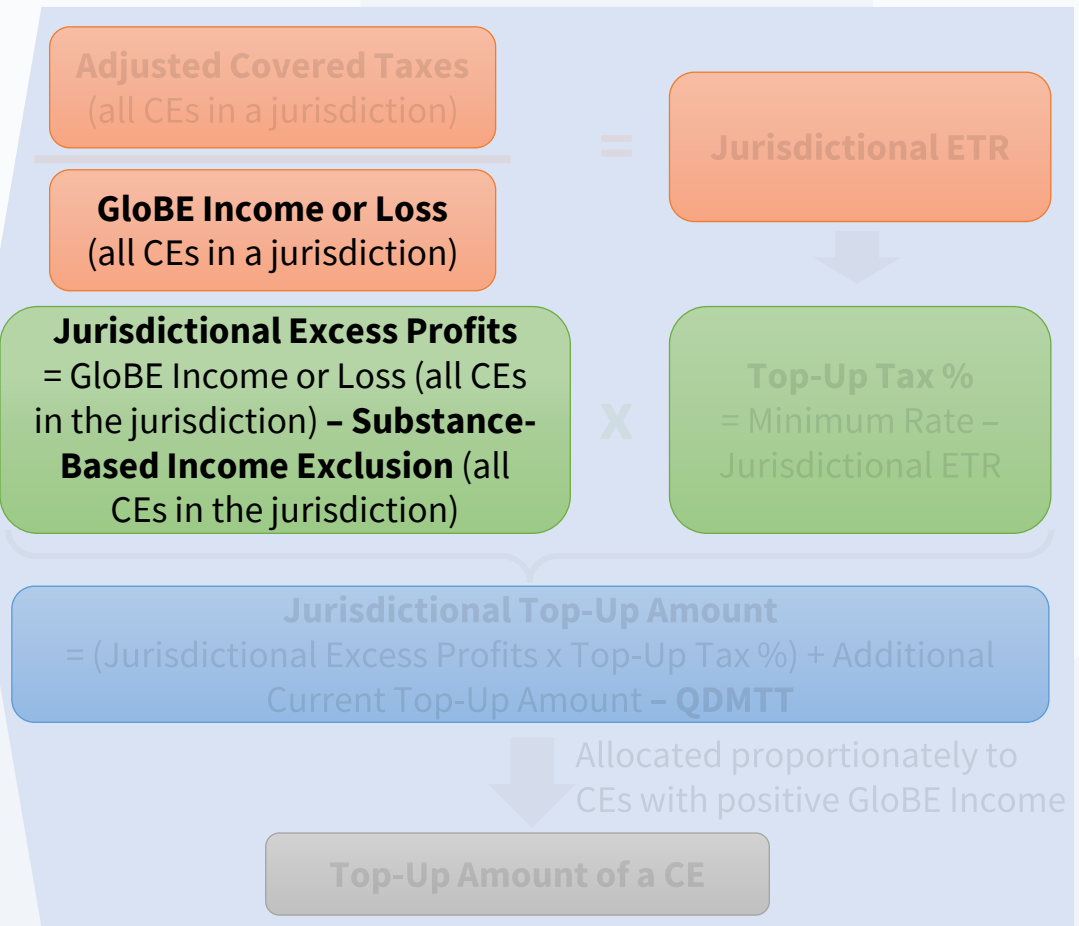 Adjusted Covered Taxes
(all CEs in a jurisdiction)
=
Jurisdictional ETR
GloBE Income or Loss
(all CEs in a jurisdiction)
Jurisdictional Excess Profits
= GloBE Income or Loss (all CEs
in the jurisdiction) – Substance-
Based Income Exclusion (all
CEs in the jurisdiction)
x
Top-Up Tax %
= Minimum Rate –
Jurisdictional ETR
Jurisdictional Top-Up Amount
= (Jurisdictional Excess Profits x Top-Up Tax %) + Additional
Current Top-Up Amount – QDMTT
Allocated proportionately to
CEs with positive GloBE Income
Top-Up Amount of a CE